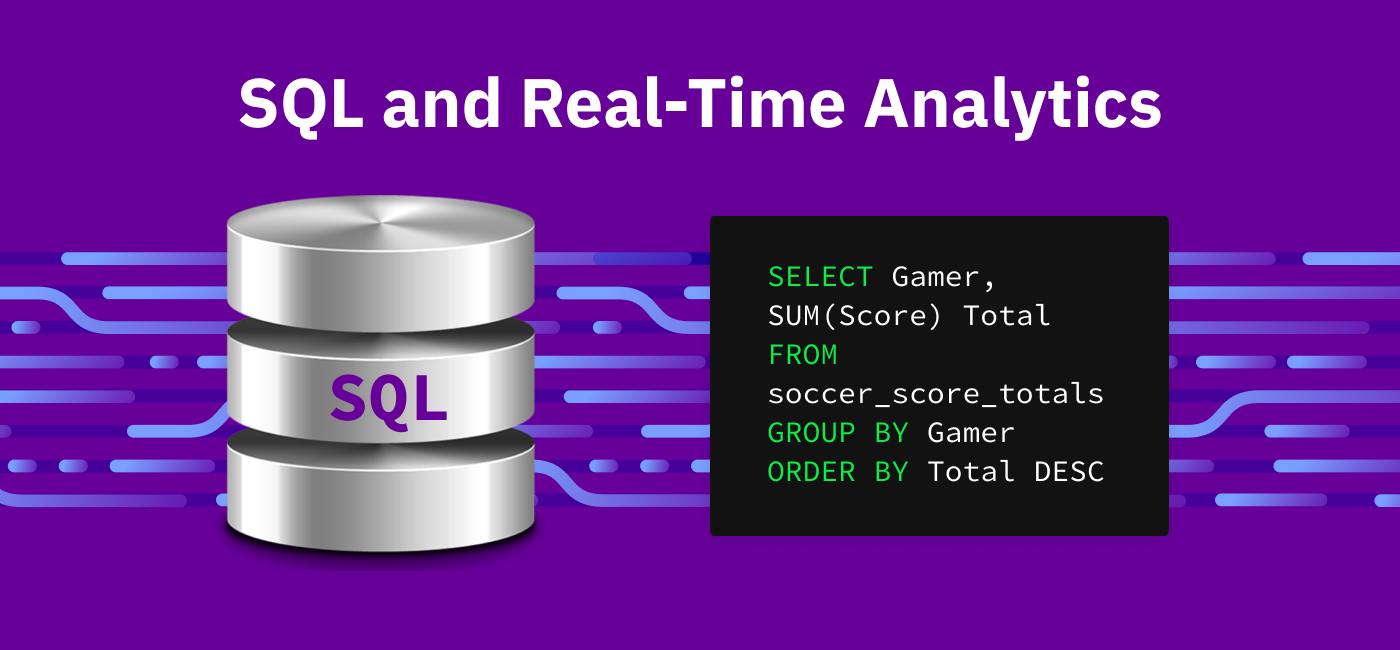 SQL and Real-Time Analytics
SQL
SELECT Gamer,
SUM(Score) Total
FROM
soccer_score_totals
GROUP BY Gamer
ORDER BY Total DESC